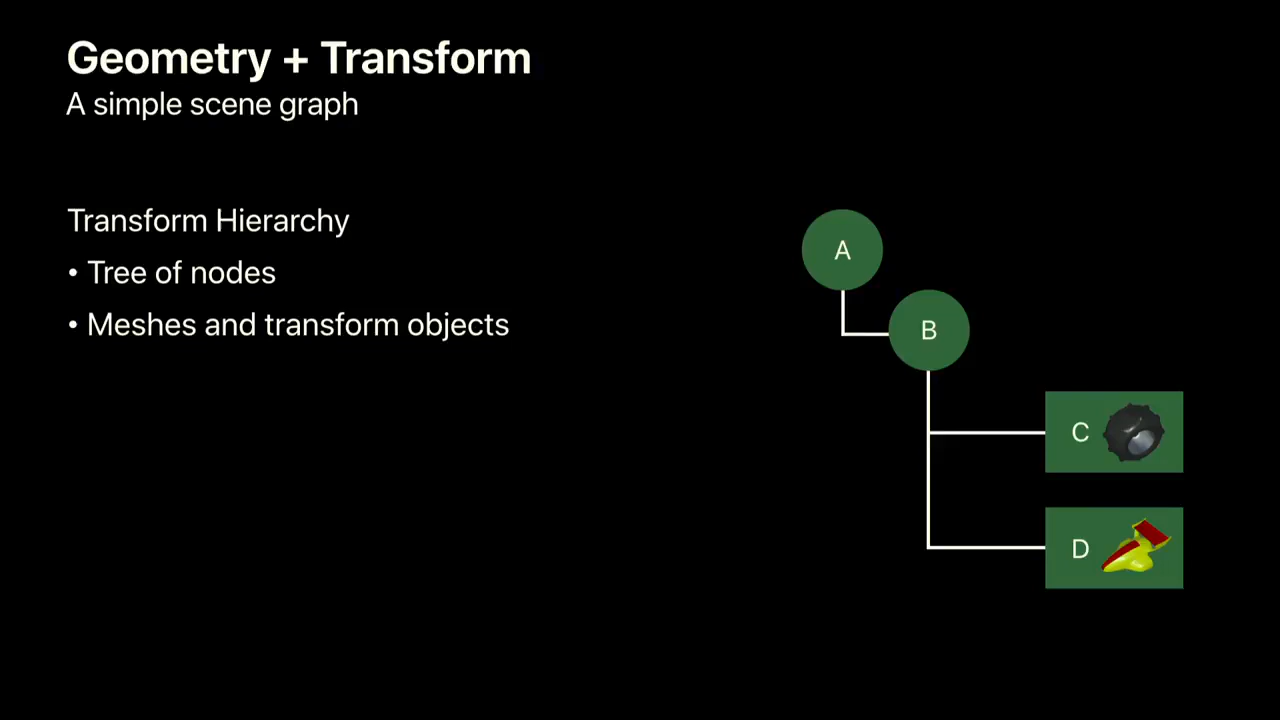 Geometry + Transform
A simple scene graph
Transform Hierarchy
• Tree of nodes
• Meshes and transform objects
A
B
C
D